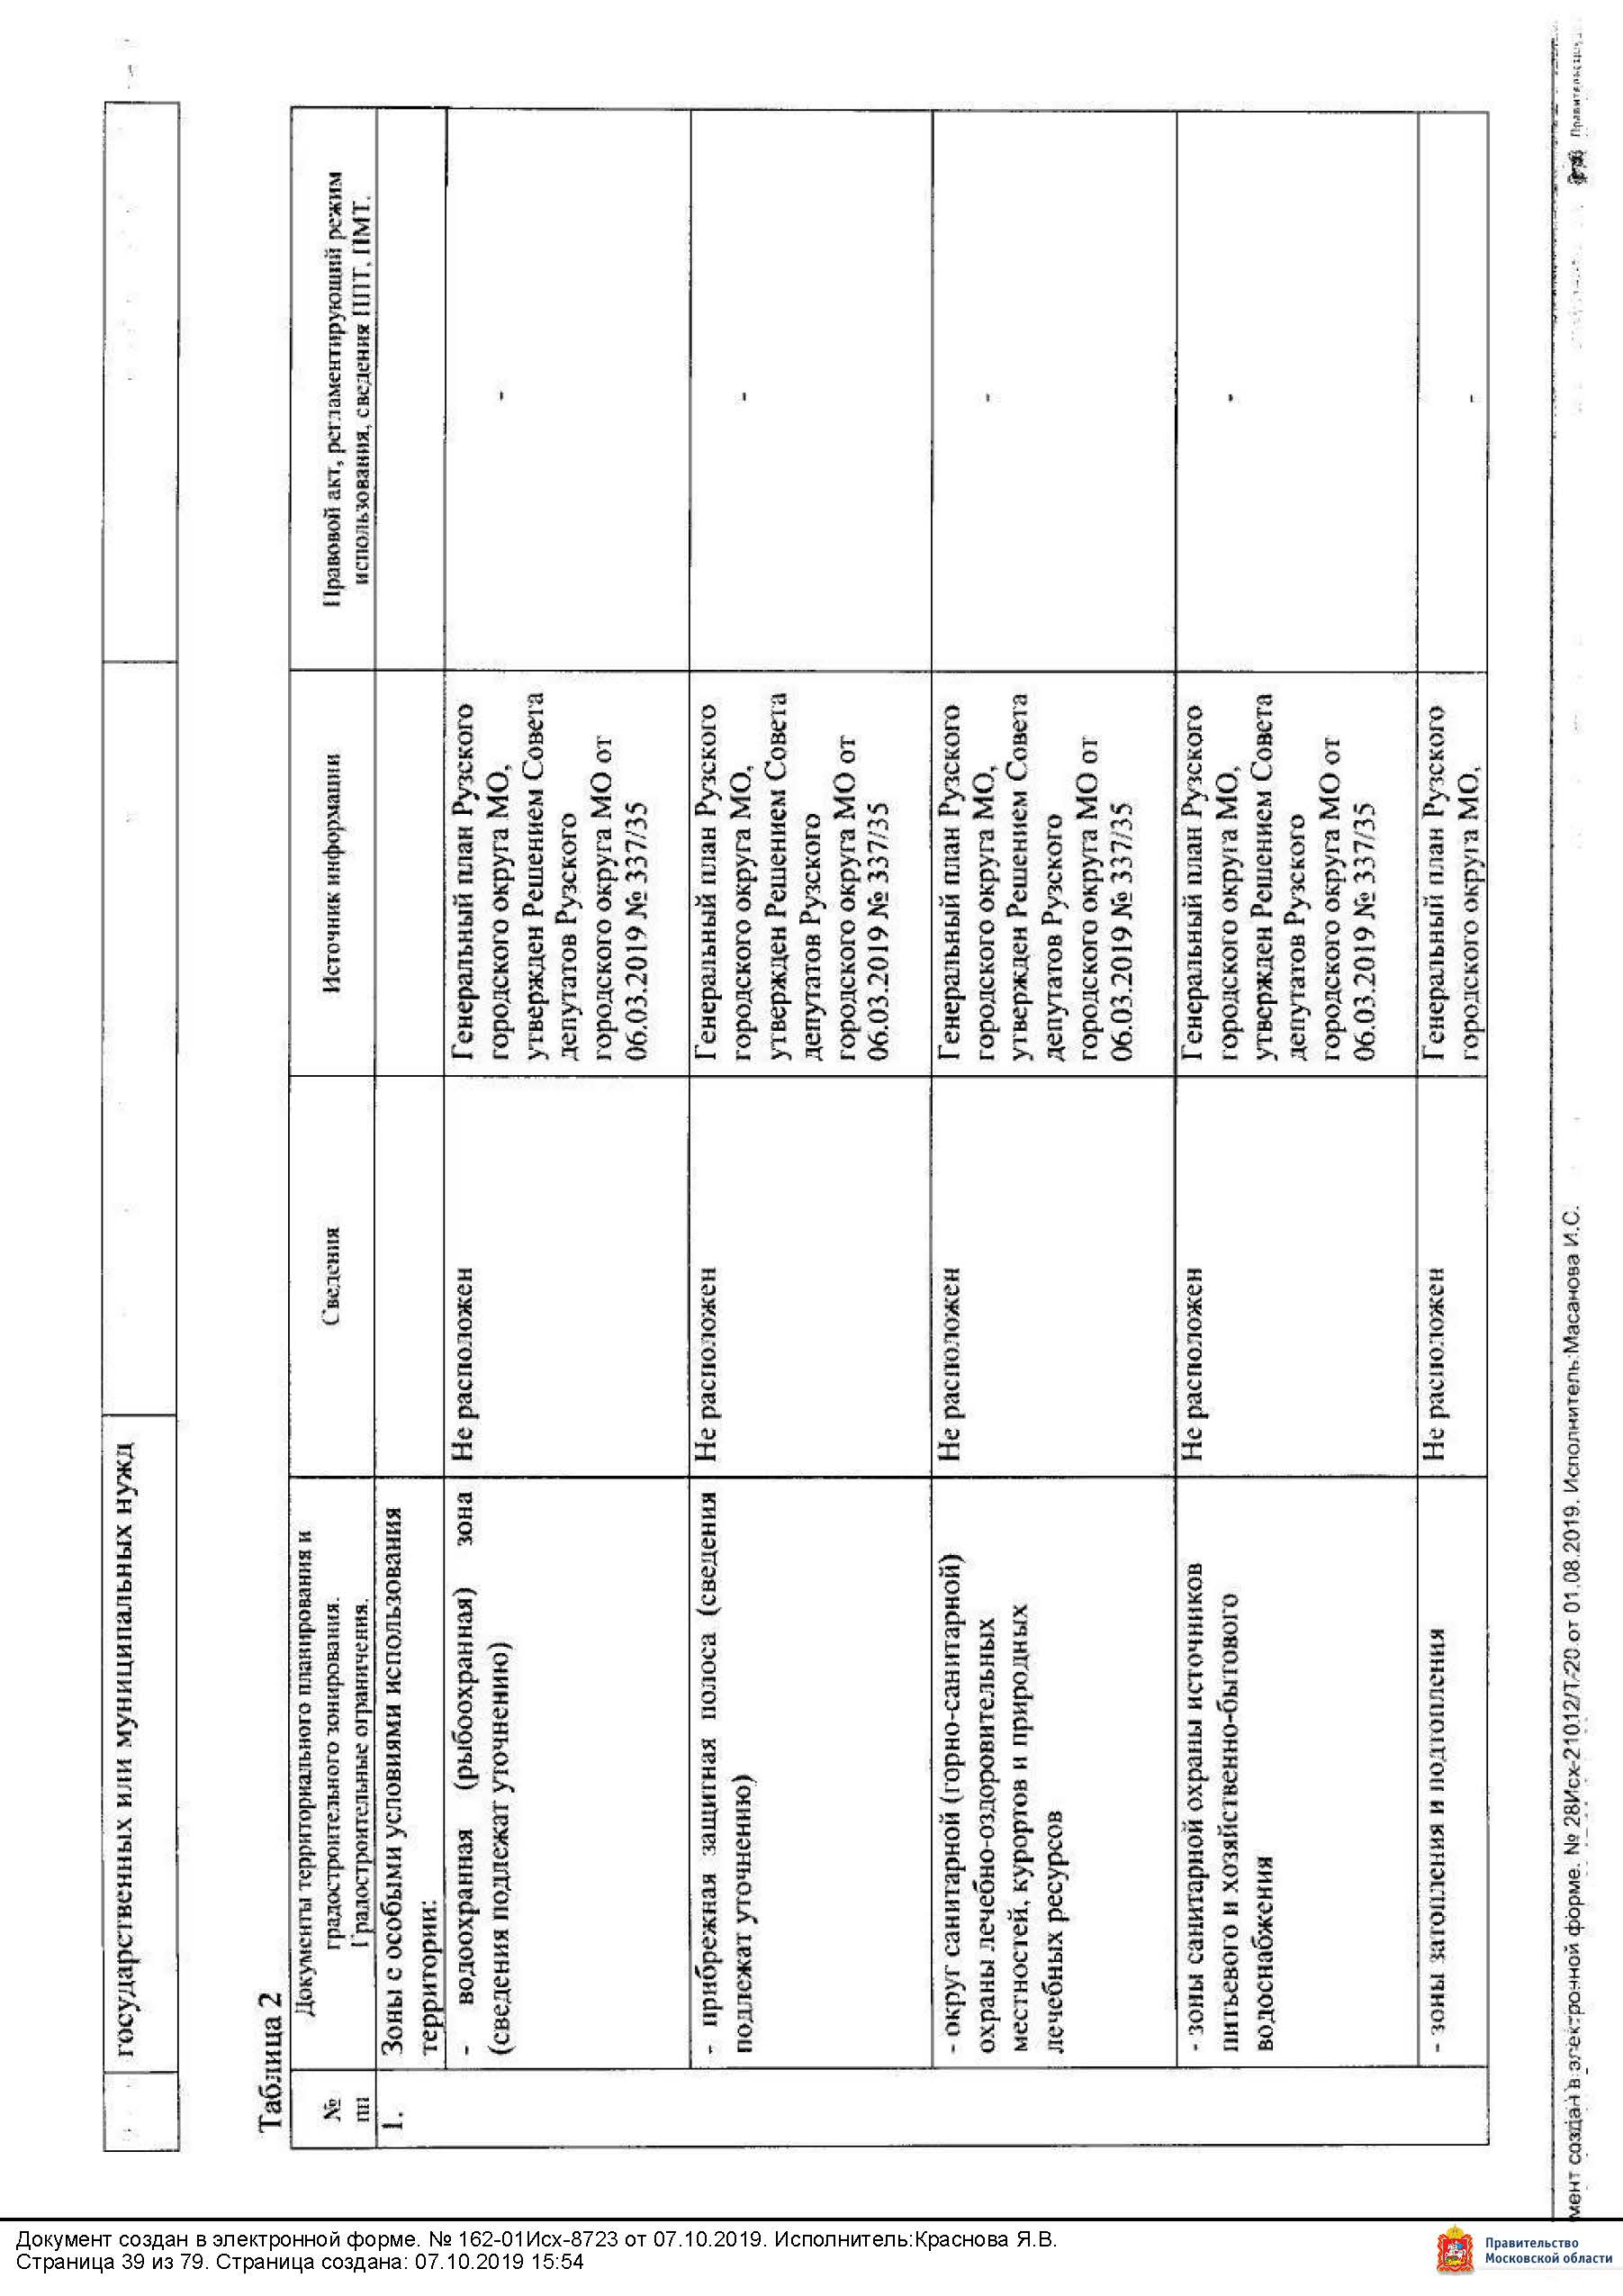 государственных или муниципальных нужд
Таблица 2
№
пп
Документы территориального планирования и
градостроительного зонирования.
Градостроительные ограничения.
Сведения
Источник информации
Правовой акт, регламентирующий режим
использования, сведения ППТ, ПМТ.
1.
Зоны с особыми условиями использования
территории:
- водоохранная (рыбоохранная) зона
(сведения подлежат уточнению)
Не расположен
Генеральный план Рузского
городского округа МО,
утвержден Решением Совета
депутатов Рузского
городского округа МО от
06.03.2019 № 337/35
-
- прибрежная защитная полоса (сведения
подлежат уточнению)
Не расположен
Генеральный план Рузского
городского округа МО,
утвержден Решением Совета
депутатов Рузского
городского округа МО от
06.03.2019 № 337/35
-
- округ санитарной (горно-санитарной)
охраны лечебно-оздоровительных
местностей, курортов и природных
лечебных ресурсов
Не расположен
Генеральный план Рузского
городского округа МО,
утвержден Решением Совета
депутатов Рузского
городского округа МО от
06.03.2019 № 337/35
-
- зоны санитарной охраны источников
питьевого и хозяйственно-бытового
водоснабжения
Не расположен
Генеральный план Рузского
городского округа МО,
утвержден Решением Совета
депутатов Рузского
городского округа МО от
06.03.2019 № 337/35
-
- зоны затопления и подтопления
Не расположен
Генеральный план Рузского
городского округа МО,
-
мент создан в электронной форме. № 28Исх-21012/Т-20 от 01.08.2019. Исполнитель:Масанова И.С.
Документ создан в электронной форме. № 162-01Исх-8723 от 07.10.2019. Исполнитель:Краснова Я.В.
Страница 39 из 79. Страница создана: 07.10.2019 15:54
Правительство
Московской области